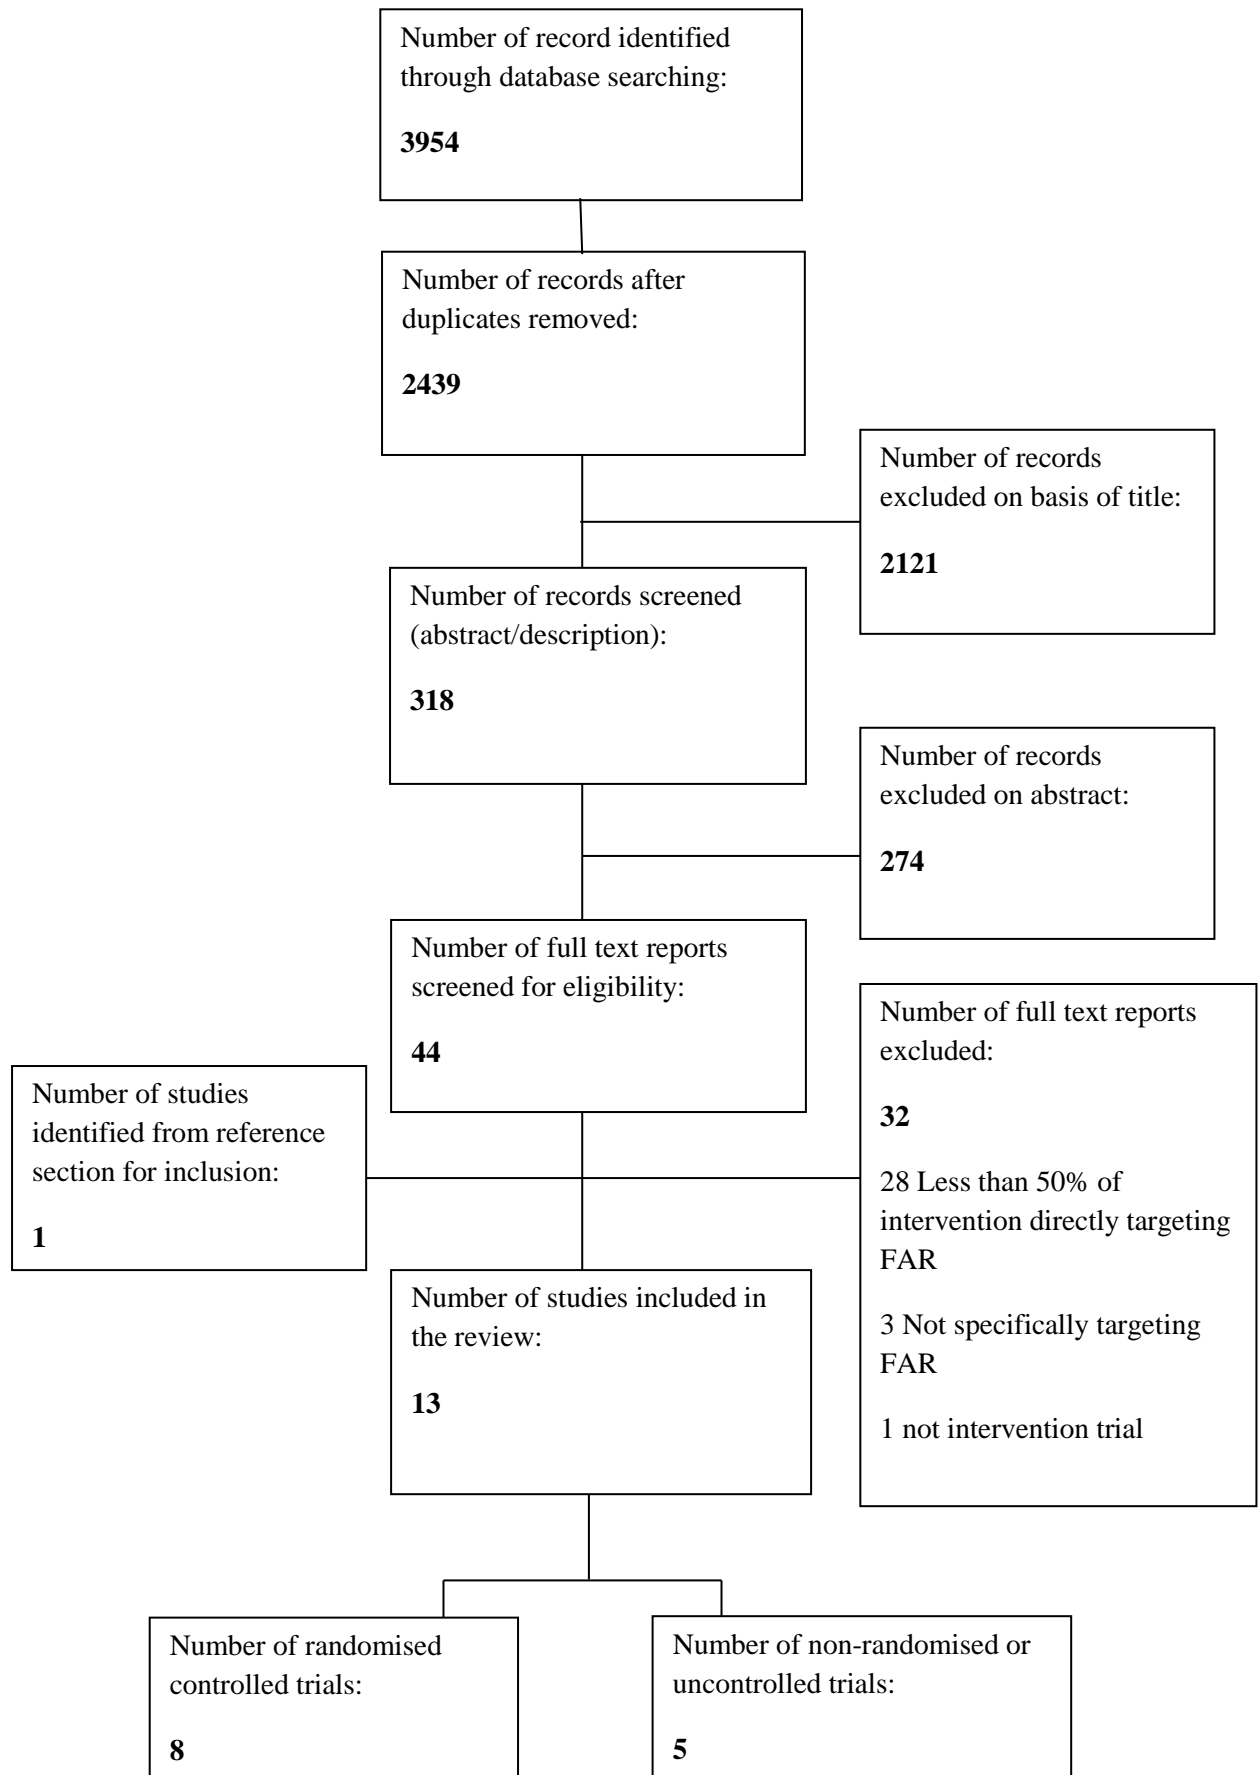 Number of record identified
through database searching:
3954
Number of records after
duplicates removed:
2439
Number of records
excluded on basis of title:
2121
Number of records screened
(abstract/description):
318
Number of records
excluded on abstract:
274
Number of full text reports
screened for eligibility:
44
Number of full text reports
excluded:
32
28 Less than 50% of
intervention directly targeting
FAR
3 Not specifically targeting
FAR
1 not intervention trial
Number of studies
identified from reference
section for inclusion:
1
Number of studies included in
the review:
13
Number of randomised
controlled trials:
8
Number of non-randomised or
uncontrolled trials:
5